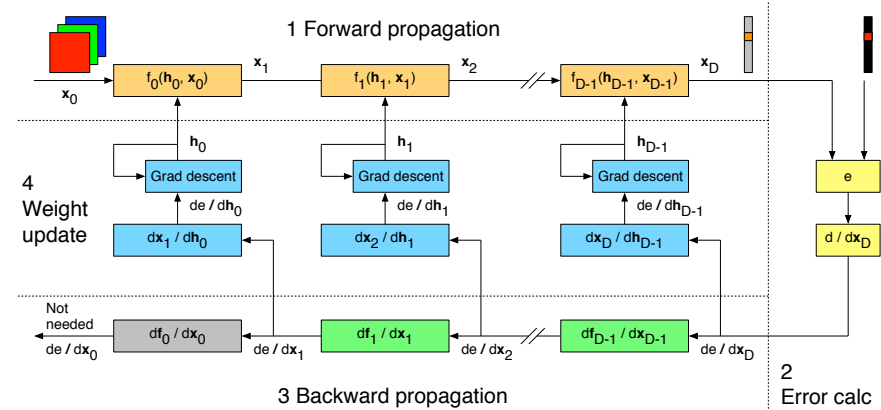 1 Forward propagation
x0
f0(h0, x0)
x1
f1(h1, x1)
x2
fD-1(hD-1, xD-1)
xD
h0
h1
hD-1
Grad descent
Grad descent
Grad descent
e
4
Weight
update
de / dh0
de / dh1
de / dhD-1
dx1 / dh0
dx2 / dh1
dxD / dhD-1
d / dxD
Not
needed
de / dx0
df0 / dx0
de / dx1
df1 / dx1
de / dx2
dfD-1 / dxD-1
de / dxD
3 Backward propagation
2
Error calc